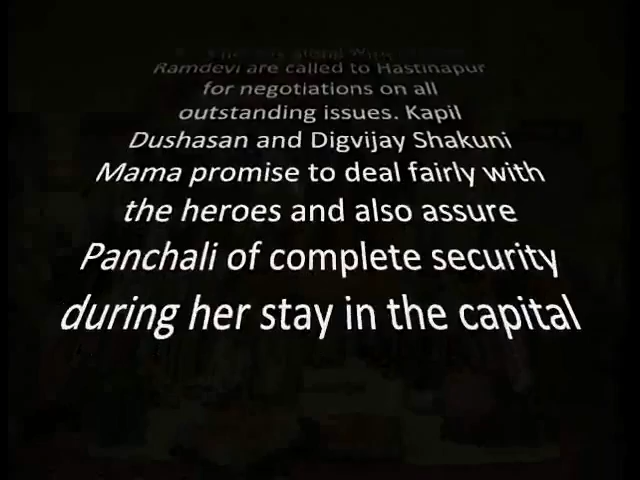 Ramdevi are called to Hastinapur
for negotiations on all
outstanding issues. Kapil
Dushasan and Digvijay Shakuni
Mama promise to deal fairly with
the heroes and also assure
Panchali of complete security
during her stay in the capital